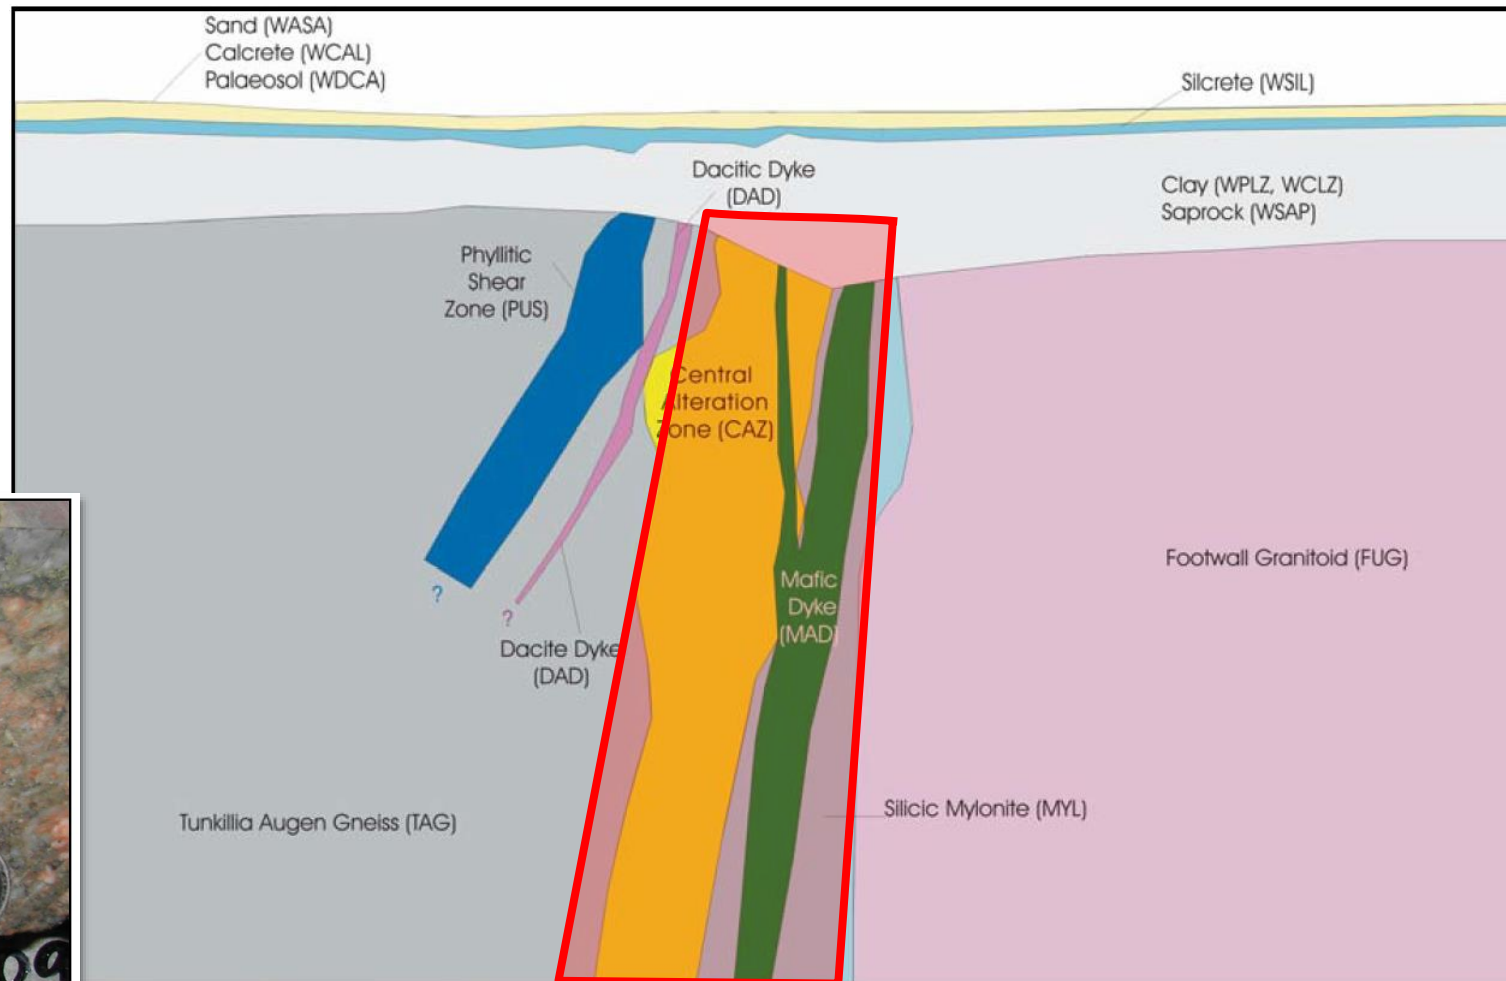 Sand (WASA)
Calcrete (WCAL)
Palaeosol (WDCA)
Silcrete (WSIL)
Dacitic Dyke
(DAD)
Clay (WPLZ, WCLZ)
Saprock (WSAP)
Phyllitic
Shear
Zone (PUS)
Central
Alteration
Zone (CAZ)
Footwall Granitoid (FUG)
Mafic
Dyke
(MAD)
?
?
Dacite Dyke
(DAD)
Silicic Mylonite (MYL)
Tunkillia Augen Gneiss (TAG)
09